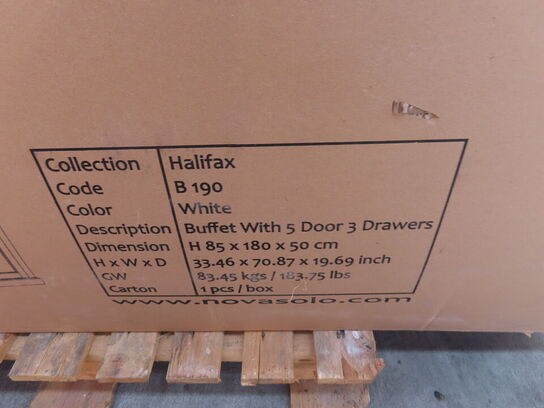 Collection Halifax
Code B 190
Color White
Description Buffet With 5 Door 3 Drawers
Dimension H 85 x 180 x 50 cm
H x W x D 33.46 x 70.87 x 19.69 inch
GW 83.45 kgs / 183.75 lbs
Carton 1 pcs / box
www.novasolo.com